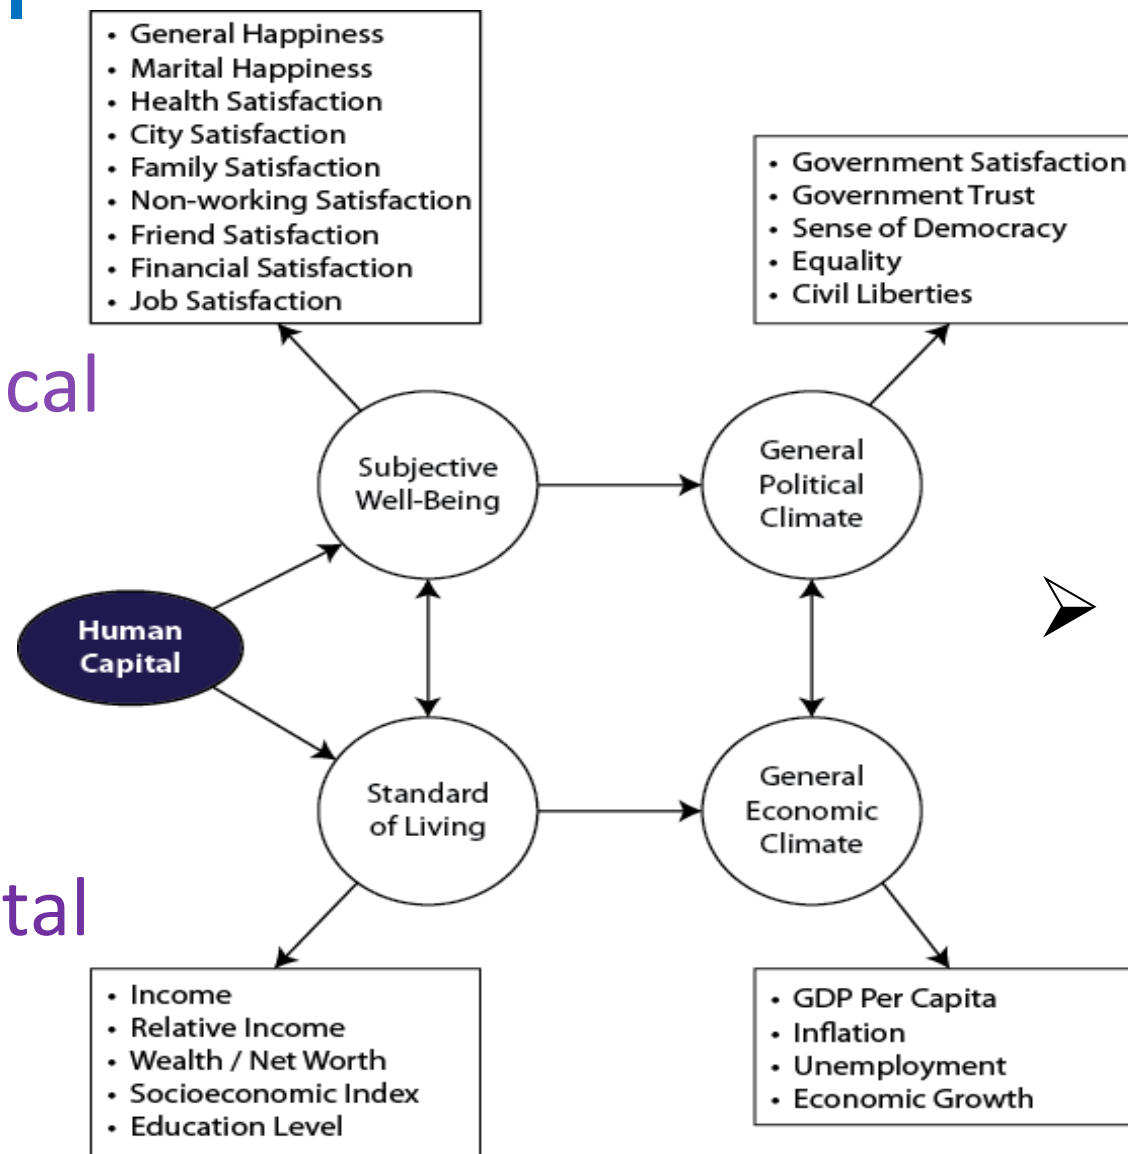 • General Happiness
• Marital Happiness
• Health Satisfaction
• City Satisfaction
• Family Satisfaction
• Non-working Satisfaction
• Friend Satisfaction
• Financial Satisfaction
• Job Satisfaction
• Government Satisfaction
• Government Trust
• Sense of Democracy
• Equality
• Civil Liberties
cal
Subjective
Well-Being
General
Political
Climate
Human
Capital
Standard
of Living
General
Economic
Climate
tal
• Income
• Relative Income
• Wealth / Net Worth
• Socioeconomic Index
• Education Level
• GDP Per Capita
• Inflation
• Unemployment
• Economic Growth